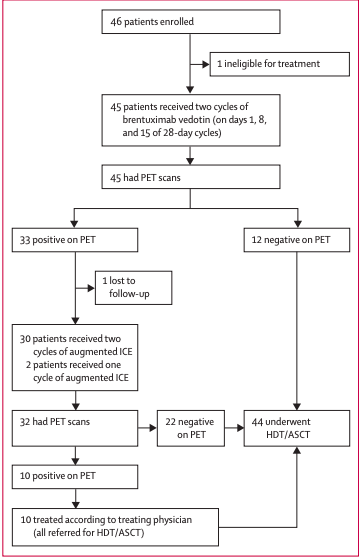 46 patients enrolled
1 ineligible for treatment
45 patients received two cycles of
brentuximab vedotin (on days 1, 8,
and 15 of 28-day cycles)
45 had PET scans
33 positive on PET
12 negative on PET
1 lost to
follow-up
30 patients received two
cycles of augmented ICE
2 patients received one
cycle of augmented ICE
32 had PET scans
22 negative
on PET
44 underwent
HDT/ASCT
10 positive on PET
10 treated according to treating physician
(all referred for HDT/ASCT)